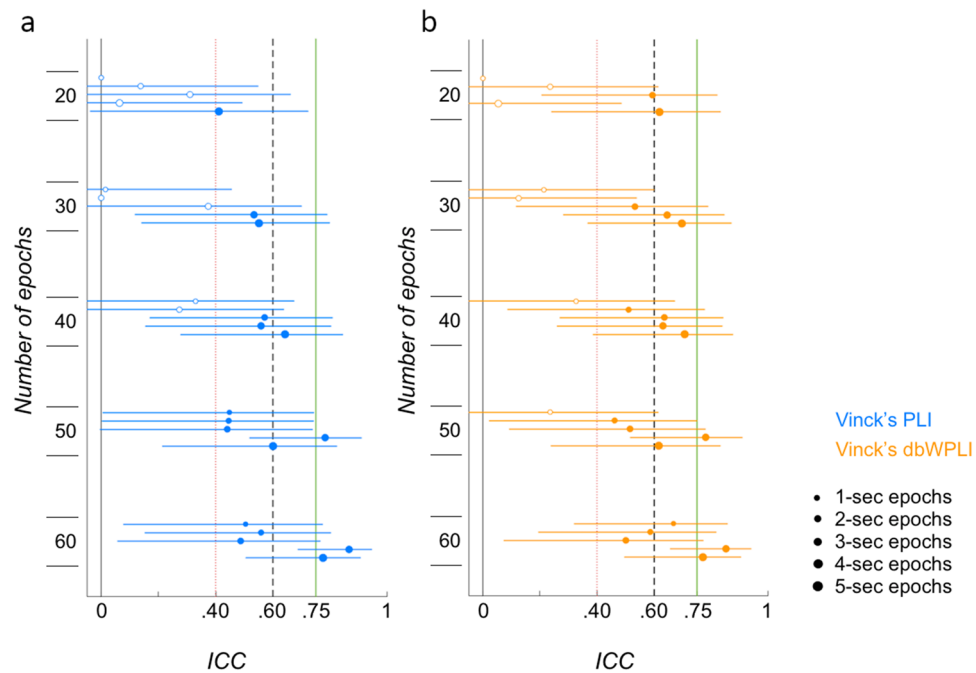 a
b
Number of epochs
20
30
40
50
60
0
.40
.60
.75
1
ICC
Number of epochs
20
30
40
50
60
0
.40
.60
.75
1
ICC
Vinck's PLI
Vinck's dbWPLI
1-sec epochs
2-sec epochs
3-sec epochs
4-sec epochs
5-sec epochs